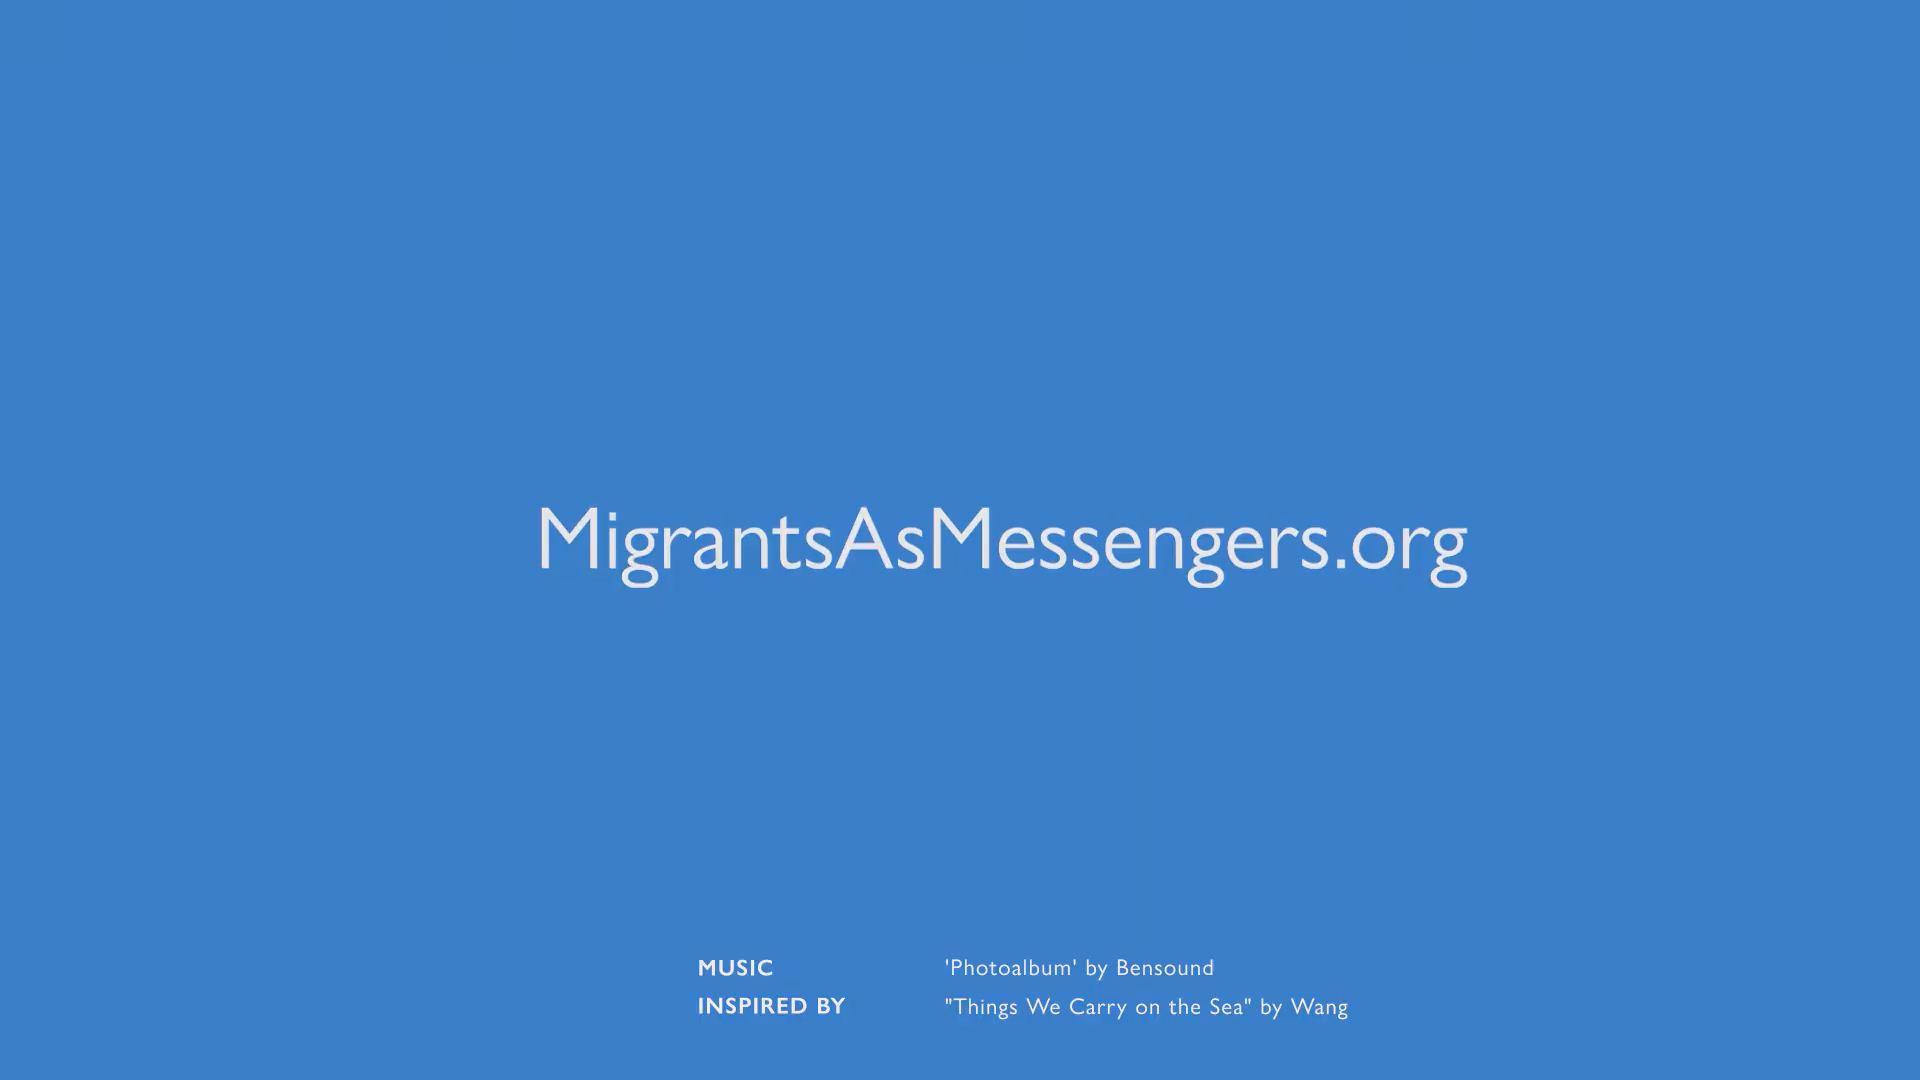 MigrantsAsMessengers.org
MUSIC 'Photoalbum' by Bensound
INSPIRED BY "Things We Carry on the Sea" by Wang